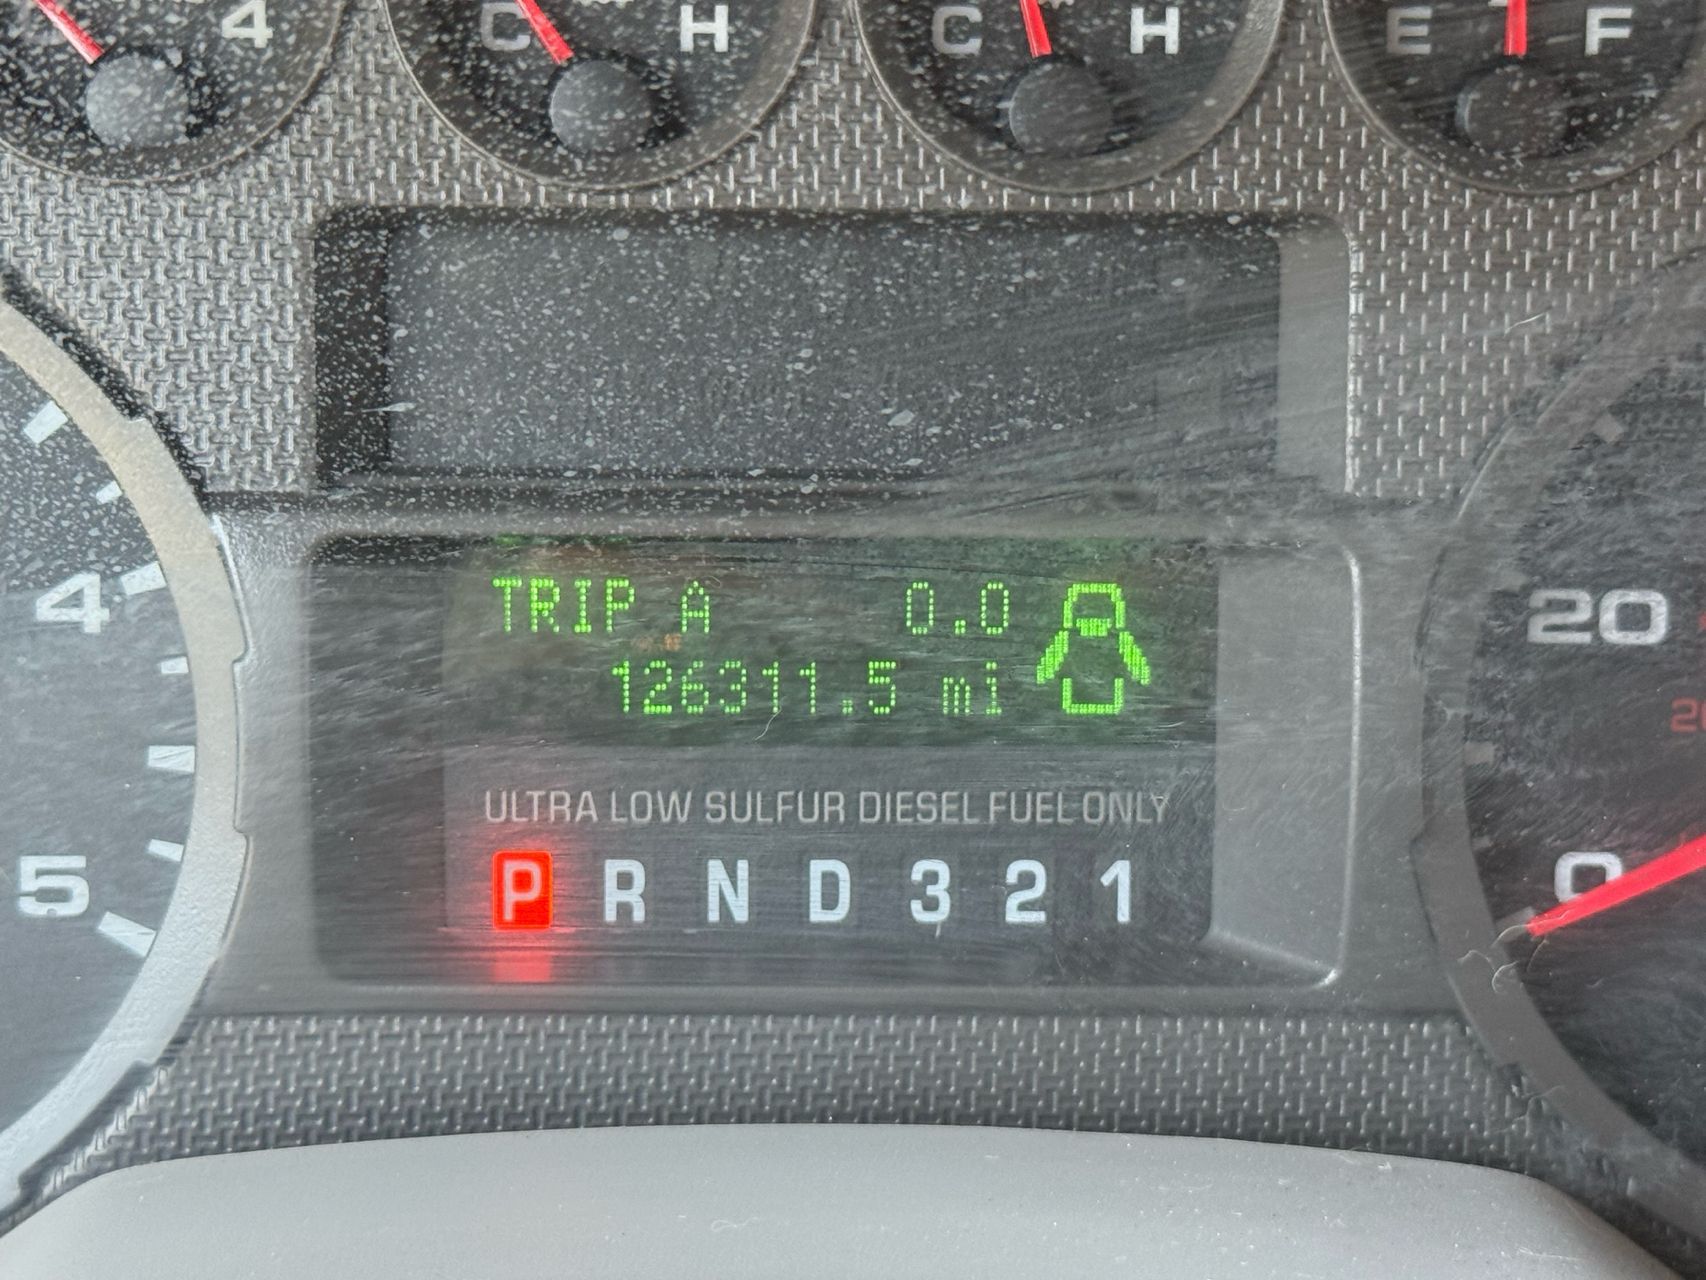 4 C H C H E F
TRIP A 0.0
126311.5 mi
4
20
ULTRA LOW SULFUR DIESEL FUEL ONLY
P R N D 3 2 1
5
0